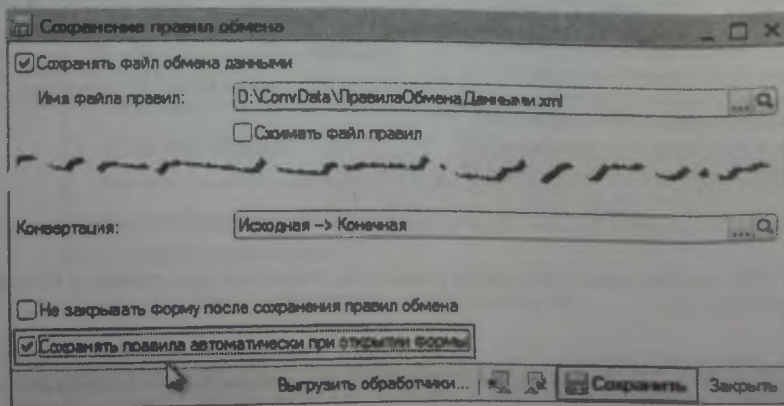 Сохранение правил обмена
Сохранять файл обмена данными
Имя файла правил: D:\ConvData\ПравилаОбменаДанными.xml ...
Сжимать файл правил
Конвертация: Исходная -> Конечная ...
Не закрывать форму после сохранения правил обмена
Сохранять правила автоматически при открытии формы
Выгрузить обработчики... Сохранить Закрыть